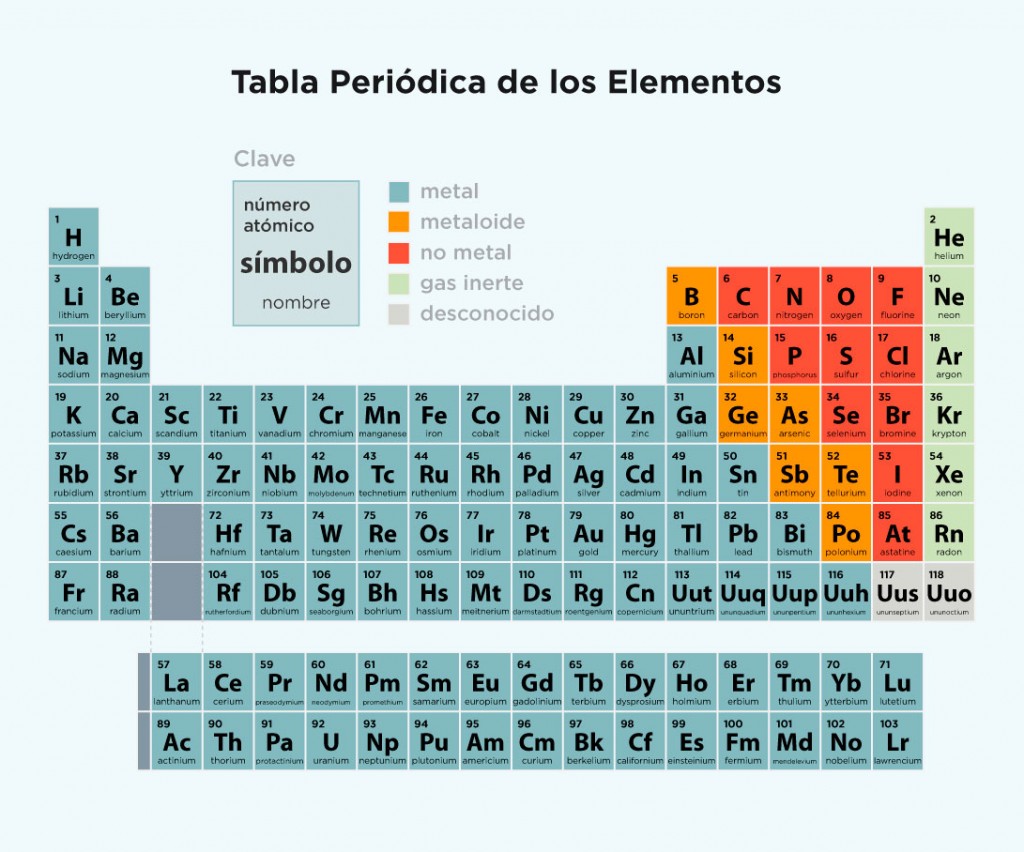 Tabla Periódica de los Elementos
Clave
número
atómico
símbolo
nombre
metal
metaloide
no metal
gas inerte
desconocido
1 2
H He
hydrogen helium
3 4 5 6 7 8 9 10
Li Be B C N O F Ne
lithium beryllium boron carbon nitrogen oxygen fluorine neon
11 12 13 14 15 16 17 18
Na Mg Al Si P S Cl Ar
sodium magnesium aluminium silicon phosphorus sulfur chlorine argon
19 20 21 22 23 24 25 26 27 28 29 30 31 32 33 34 35 36
K Ca Sc Ti V Cr Mn Fe Co Ni Cu Zn Ga Ge As Se Br Kr
potassium calcium scandium titanium vanadium chromium manganese iron cobalt nickel copper zinc gallium germanium arsenic selenium bromine krypton
37 38 39 40 41 42 43 44 45 46 47 48 49 50 51 52 53 54
Rb Sr Y Zr Nb Mo Tc Ru Rh Pd Ag Cd In Sn Sb Te I Xe
rubidium strontium yttrium zirconium niobium molybdenum technetium ruthenium rhodium palladium silver cadmium indium tin antimony tellurium iodine xenon
55 56 72 73 74 75 76 77 78 79 80 81 82 83 84 85 86
Cs Ba Hf Ta W Re Os Ir Pt Au Hg Tl Pb Bi Po At Rn
caesium barium hafnium tantalum tungsten rhenium osmium iridium platinum gold mercury thallium lead bismuth polonium astatine radon
87 88 104 105 106 107 108 109 110 111 112 113 114 115 116 117 118
Fr Ra Rf Db Sg Bh Hs Mt Ds Rg Cn Uut Uuq Uup Uuh Uus Uuo
francium radium rutherfordium dubnium seaborgium bohrium hassium meitnerium darmstadtium roentgenium copernicium ununtrium ununquadium ununpentium ununhexium ununseptium ununoctium
57 58 59 60 61 62 63 64 65 66 67 68 69 70 71
La Ce Pr Nd Pm Sm Eu Gd Tb Dy Ho Er Tm Yb Lu
lanthanum cerium praseodymium neodymium promethium samarium europium gadolinium terbium dysprosium holmium erbium thulium ytterbium lutetium
89 90 91 92 93 94 95 96 97 98 99 100 101 102 103
Ac Th Pa U Np Pu Am Cm Bk Cf Es Fm Md No Lr
actinium thorium protactinium uranium neptunium plutonium americium curium berkelium californium einsteinium fermium mendelevium nobelium lawrencium